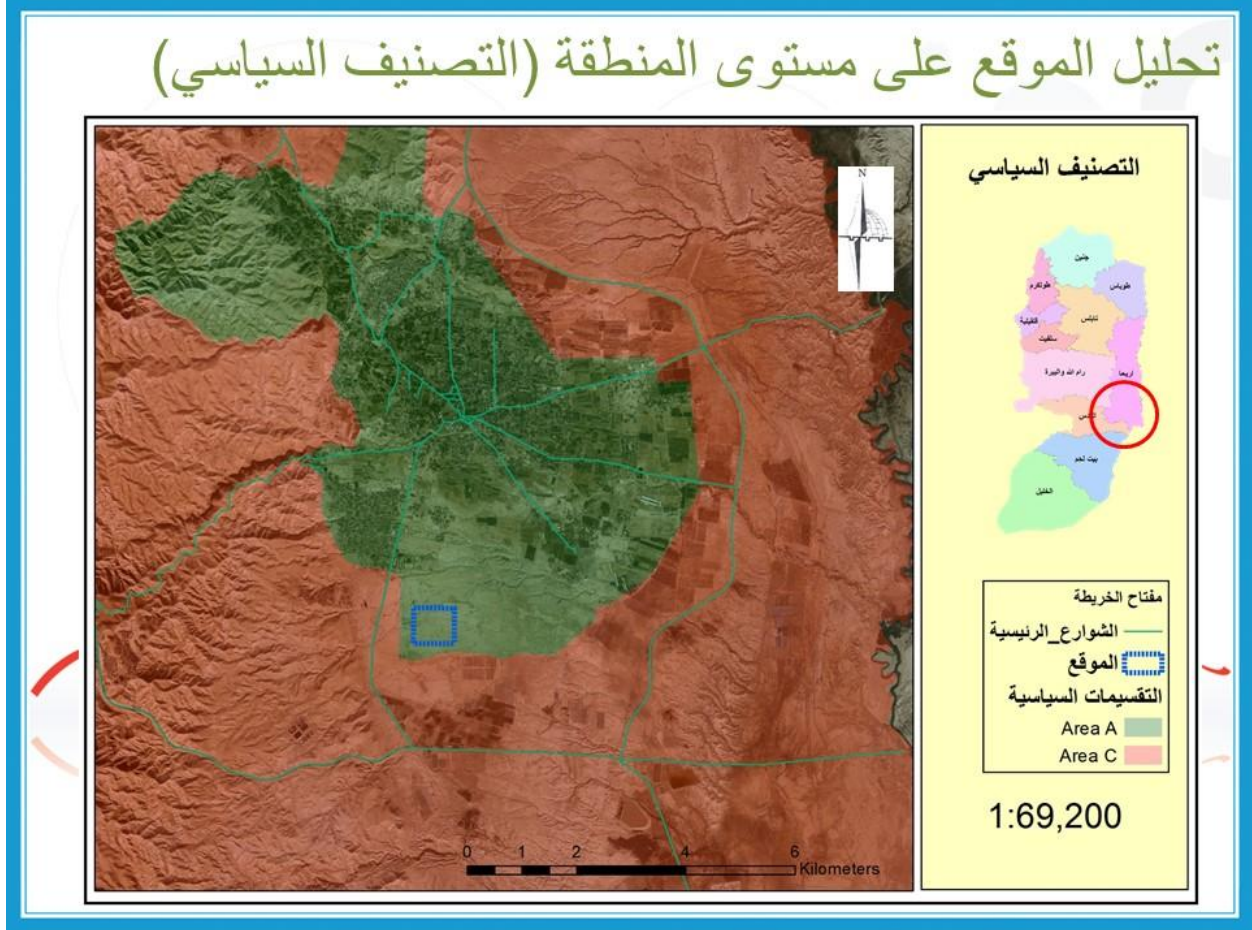 تحليل الموقع على مستوى المنطقة (التصنيف السياسي)
N
التصنيف السياسي
جنين
طوباس
طولكرم
نابلس
قلقيلية
سلفيت
رام الله والبيرة
اريحا
القدس
بيت لحم
الخليل
مفتاح الخريطة
الشوارع_الرئيسية
الموقع
التقسيمات السياسية
Area A
Area C
1:69,200
0 1 2 4 6
Kilometers